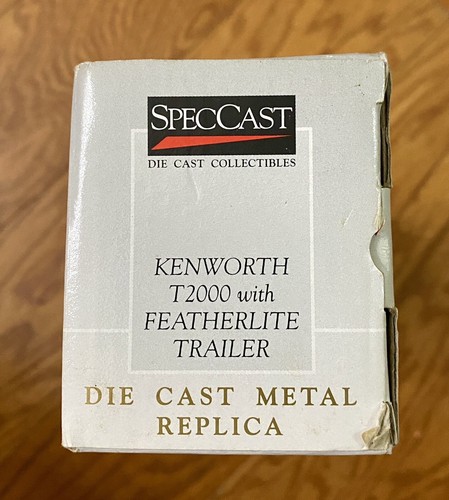 SPECCAST
DIE CAST COLLECTIBLES
KENWORTH
T2000 with
FEATHERLITE
TRAILER
DIE CAST METAL
REPLICA